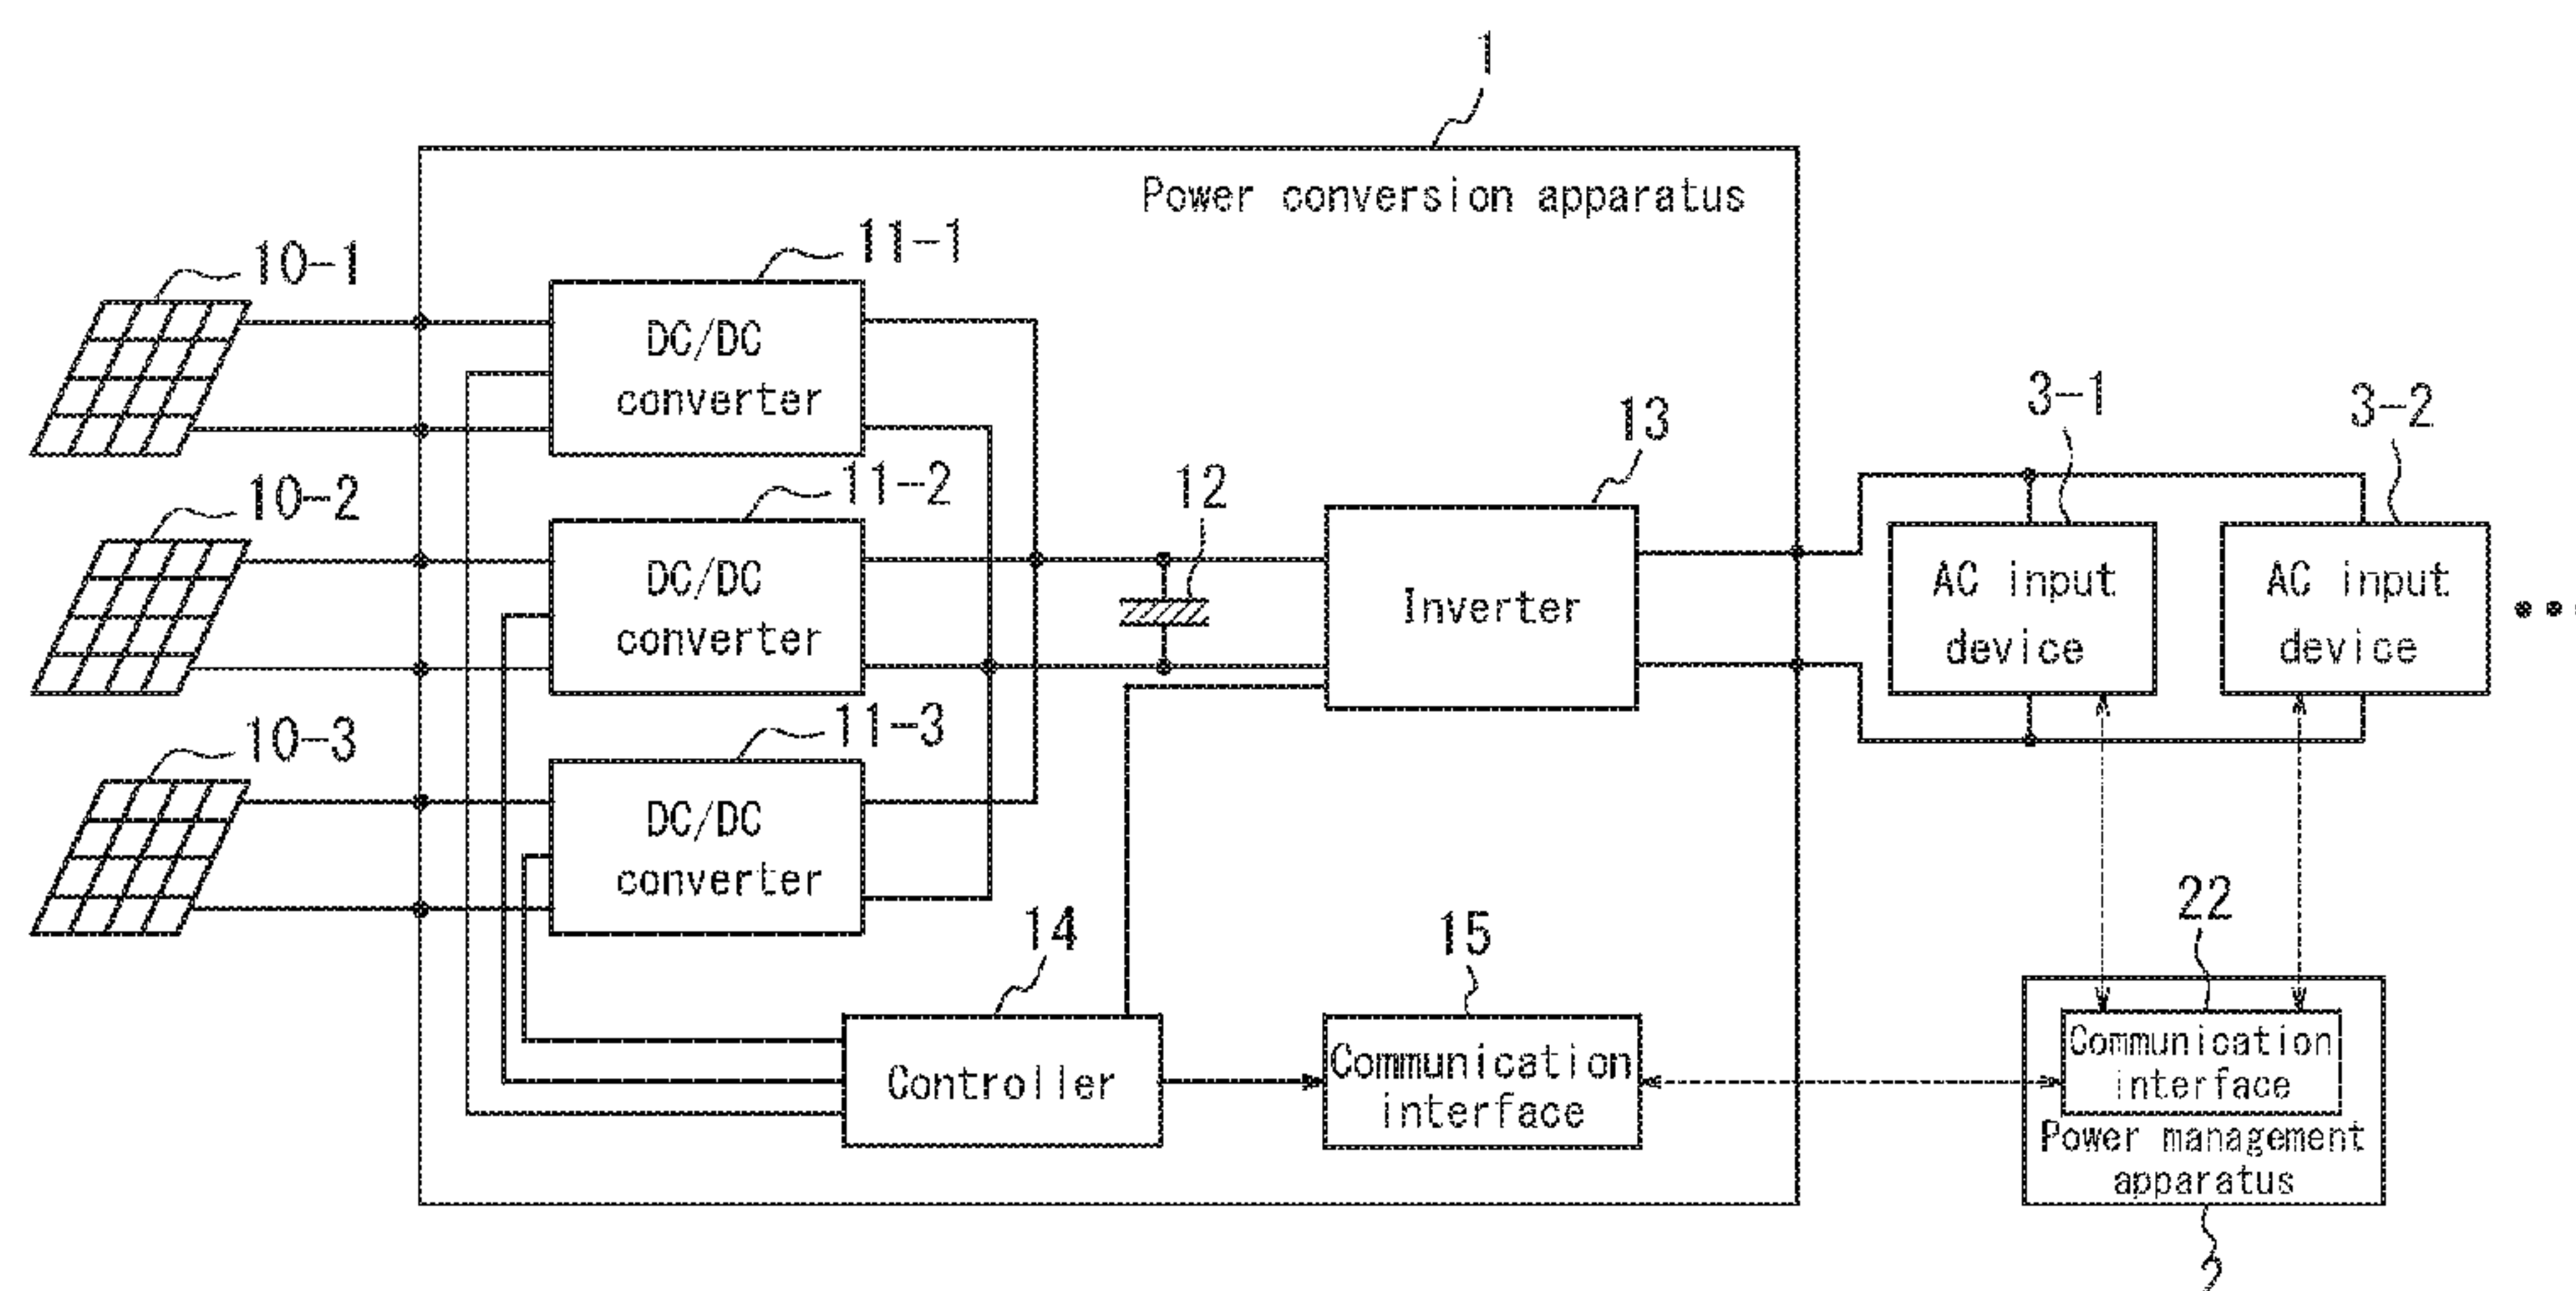 1
Power conversion apparatus
10-1
11-1
DC/DC
converter
10-2
11-2
DC/DC
converter
10-3
11-3
DC/DC
converter
12
13
Inverter
3-1
AC input
device
3-2
AC input
device
14
Controller
15
Communication
interface
22
Communication
interface
Power management
apparatus
2